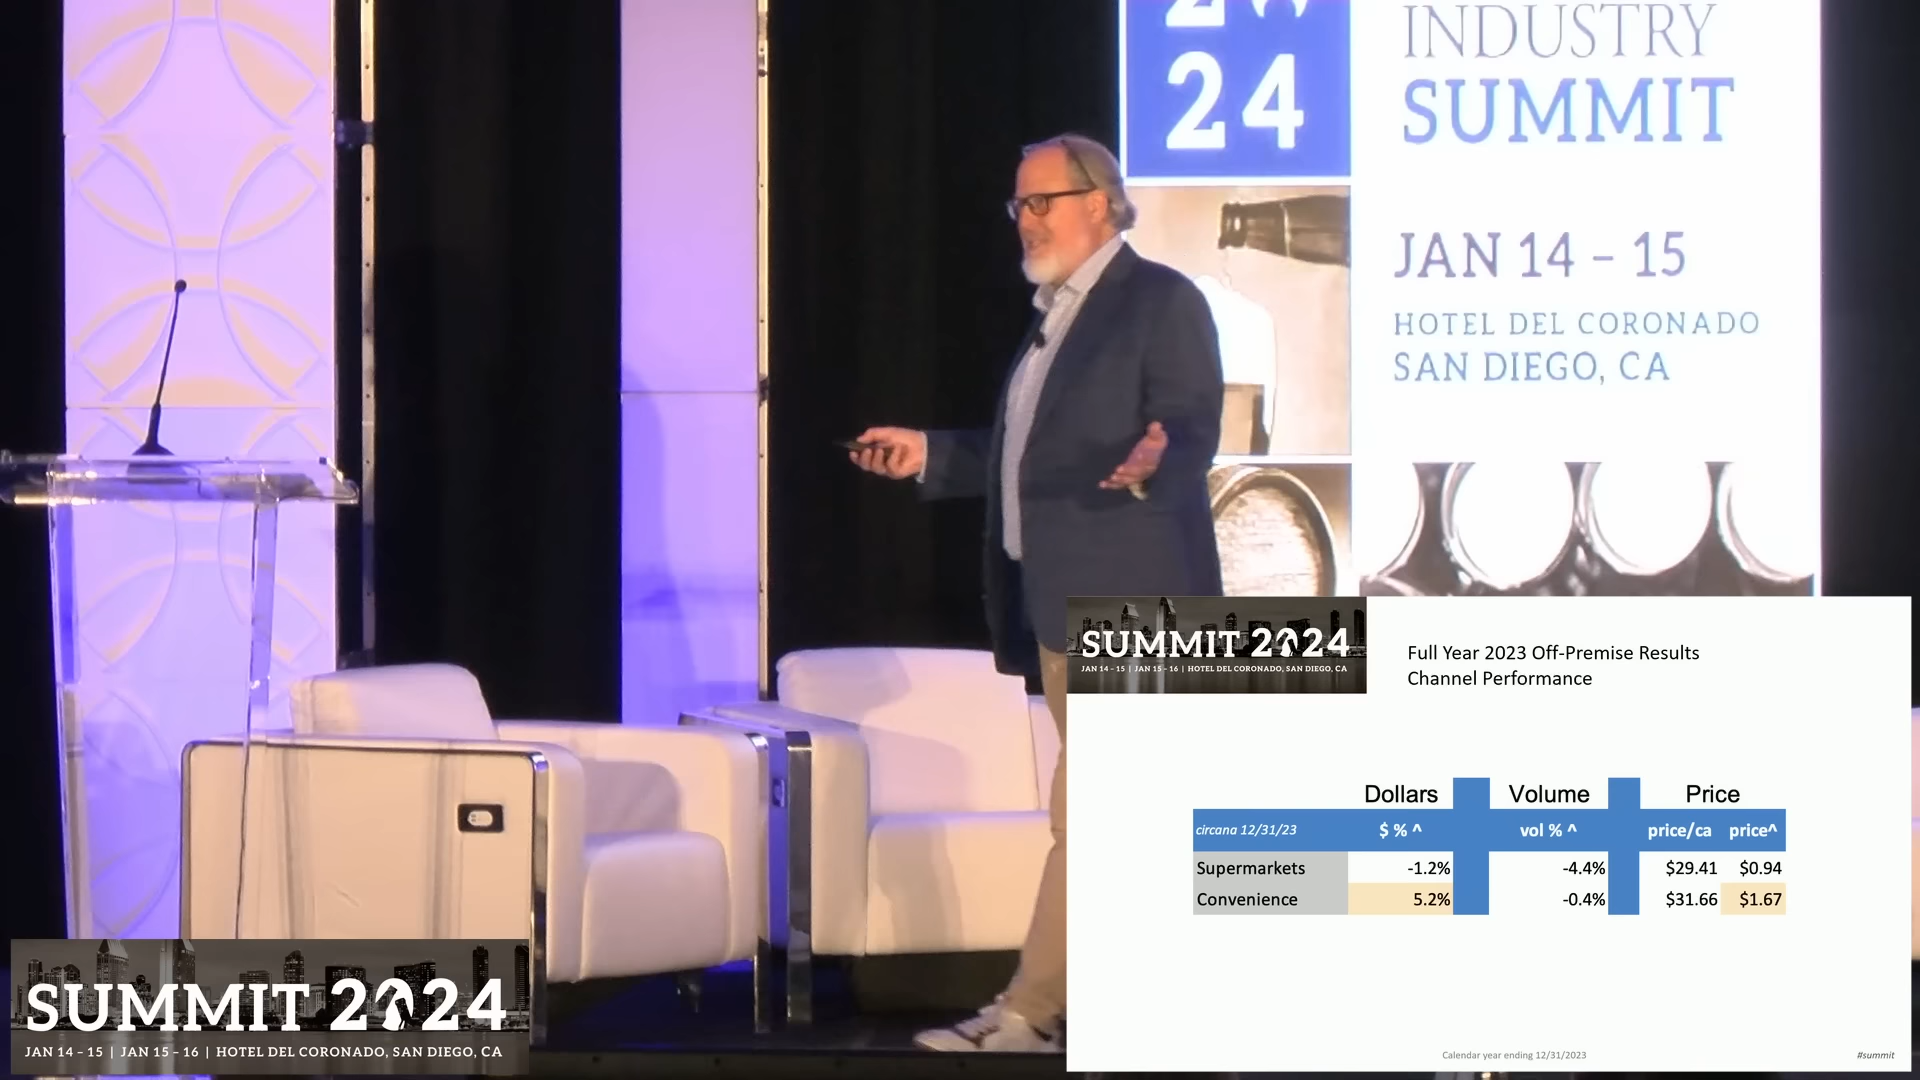 24
INDUSTRY
SUMMIT
JAN 14 – 15
HOTEL DEL CORONADO
SAN DIEGO, CA
SUMMIT 2024
JAN 14 – 15 | JAN 15 – 16 | HOTEL DEL CORONADO, SAN DIEGO, CA
Full Year 2023 Off-Premise Results
Channel Performance
Dollars Volume Price
circana 12/31/23 $ % ^ vol % ^ price/ca price^
Supermarkets -1.2% -4.4% $29.41 $0.94
Convenience 5.2% -0.4% $31.66 $1.67
Calendar year ending 12/31/2023
#summit
SUMMIT 2024
JAN 14 – 15 | JAN 15 – 16 | HOTEL DEL CORONADO, SAN DIEGO, CA